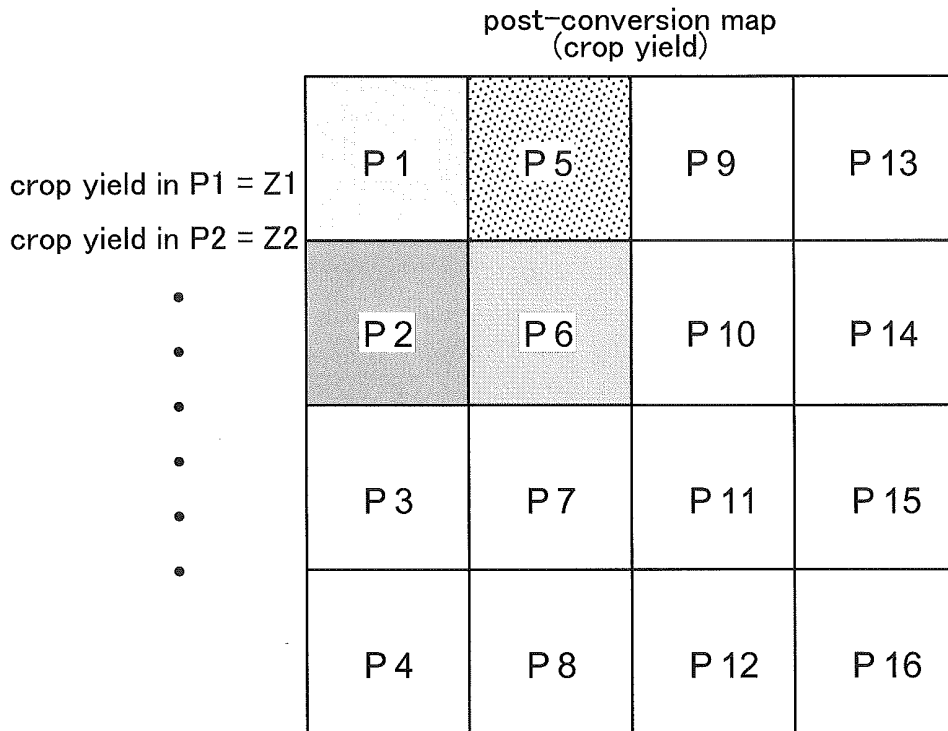 post-conversion map
(crop yield)
P1 P5 P9 P13
crop yield in P1 = Z1
crop yield in P2 = Z2
P2 P6 P10 P14
P3 P7 P11 P15
P4 P8 P12 P16